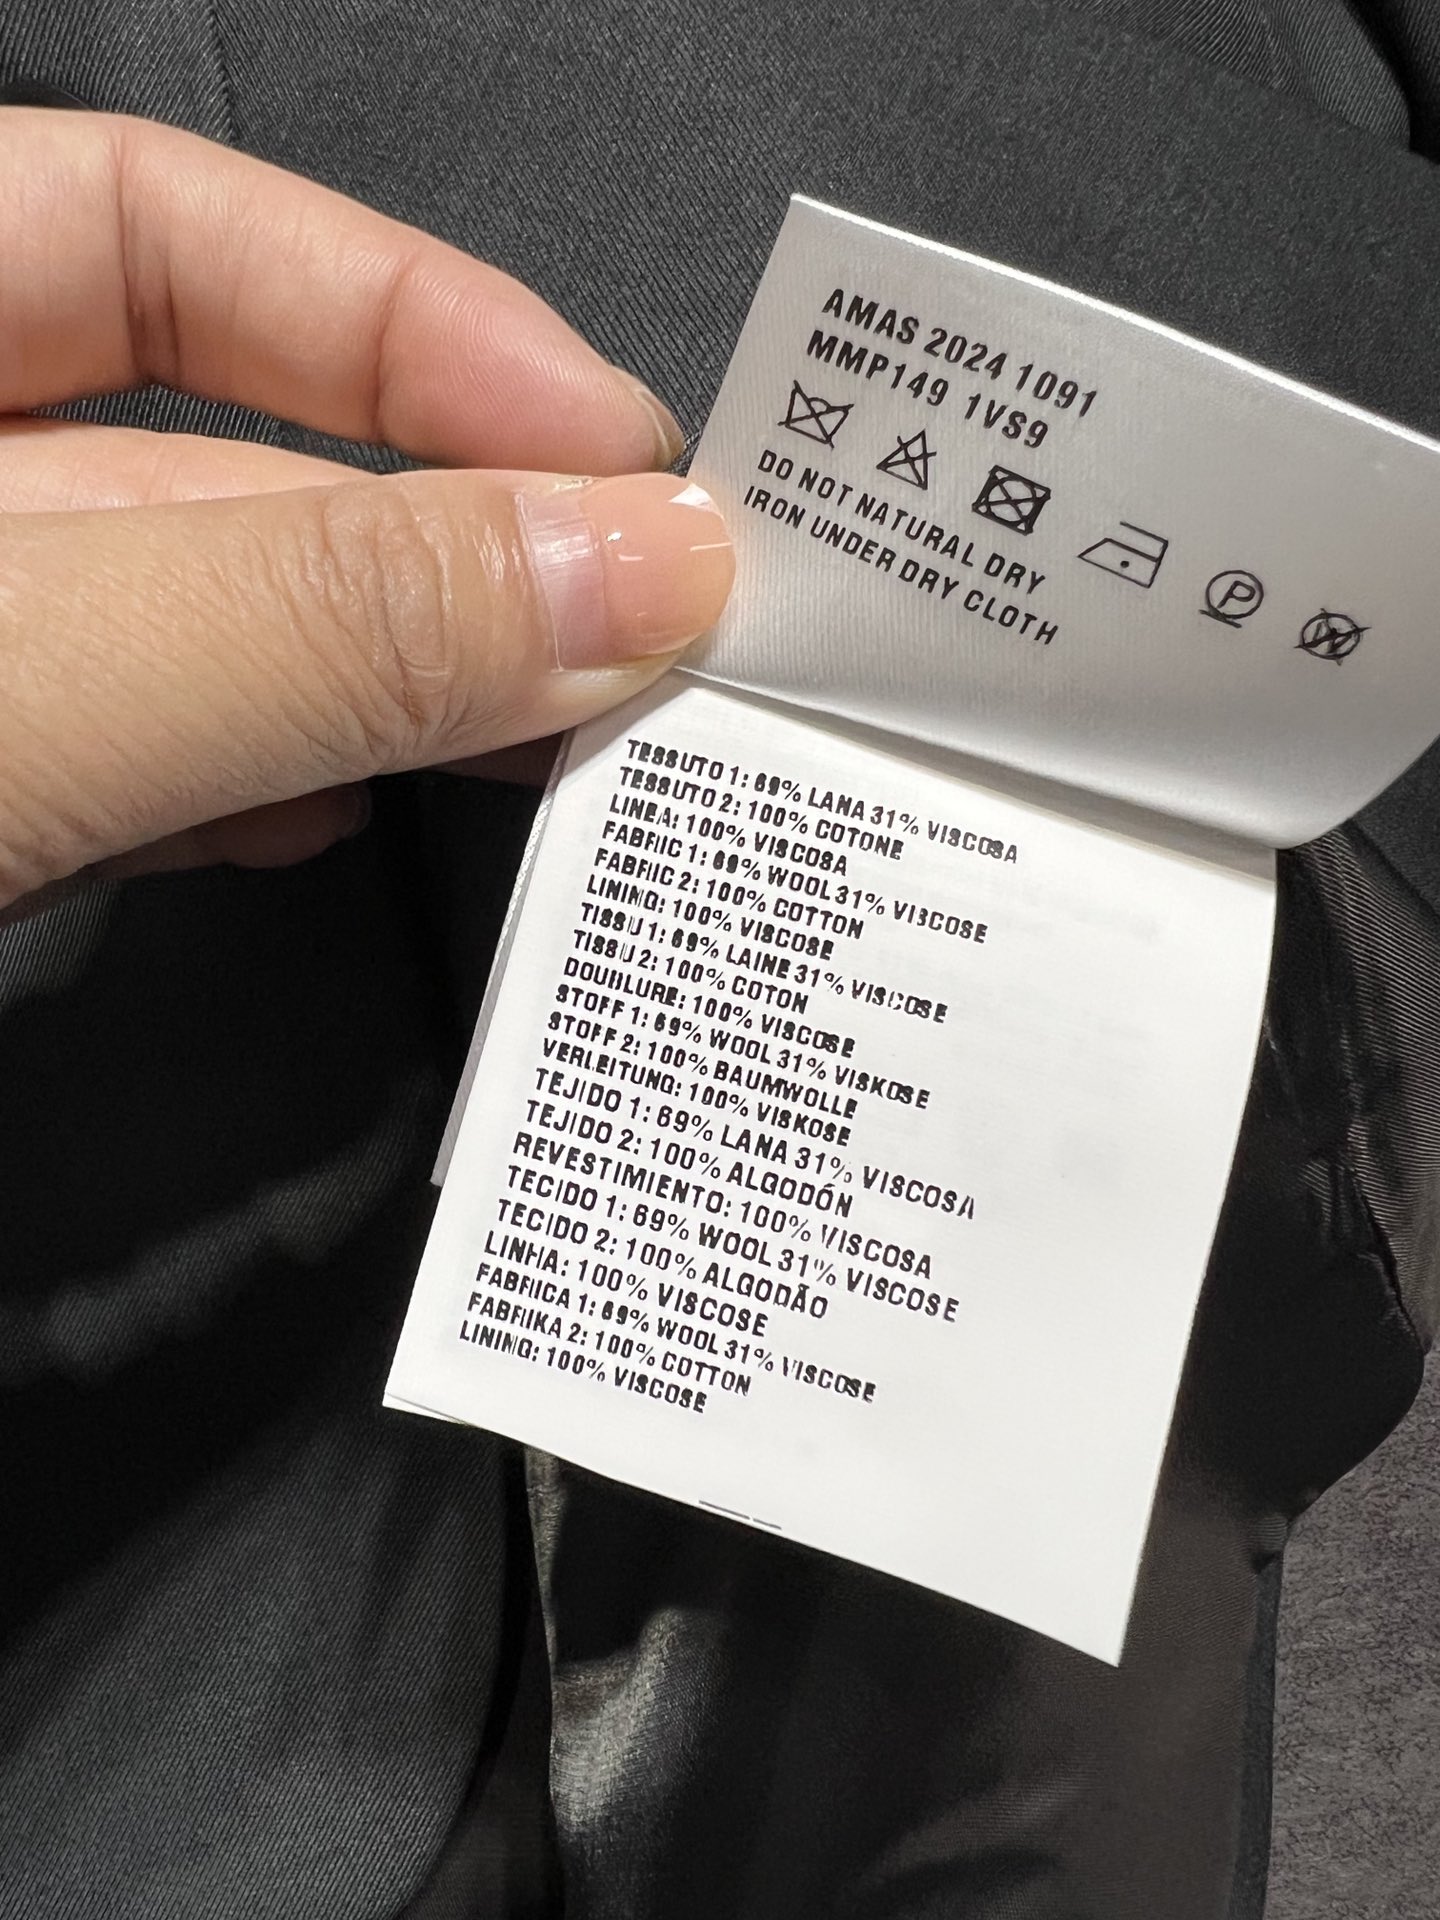 AMAS 2024 1091
MMP149 1VS9
P
W
DO NOT NATURAL DRY
IRON UNDER DRY CLOTH
TESSUTO 1: 69% LANA 31% VISCOSA
TESSUTO 2: 100% COTONE
LINEA: 100% VISCOSA
FABRIC 1: 69% WOOL 31% VISCOSE
FABRIC 2: 100% COTTON
LINING: 100% VISCOSE
TISSU 1: 69% LAINE 31% VISCOSE
TISSU 2: 100% COTON
DOUBLURE: 100% VISCOSE
STOFF 1: 69% WOOL 31% VISKOSE
STOFF 2: 100% BAUMWOLLE
VERLEITUNG: 100% VISKOSE
TEJIDO 1: 69% LANA 31% VISCOSA
TEJIDO 2: 100% ALGODÓN
REVESTIMIENTO: 100% VISCOSA
TECIDO 1: 69% WOOL 31% VISCOSE
TECIDO 2: 100% ALGODÃO
LINHA: 100% VISCOSE
FABRICA 1: 69% WOOL 31% VISCOSE
FABRIKA 2: 100% COTTON
LINING: 100% VISCOSE